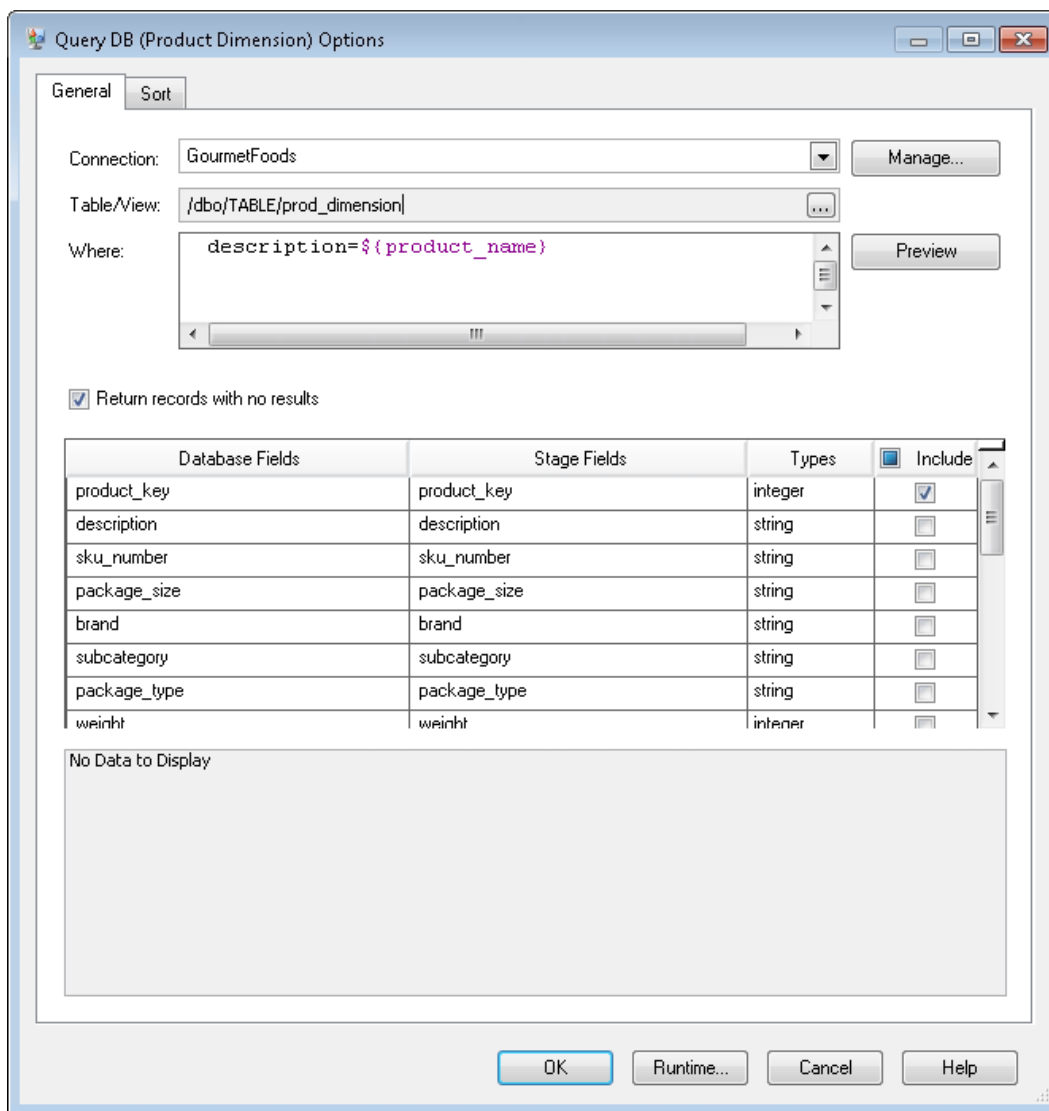 Query DB (Product Dimension) Options
General Sort
Connection: GourmetFoods Manage...
Table/View: /dbo/TABLE/prod_dimension ...
Where: description=${product_name} Preview
Return records with no results
Database Fields Stage Fields Types Include
product_key product_key integer
description description string
sku_number sku_number string
package_size package_size string
brand brand string
subcategory subcategory string
package_type package_type string
weight weight integer
No Data to Display
OK Runtime... Cancel Help